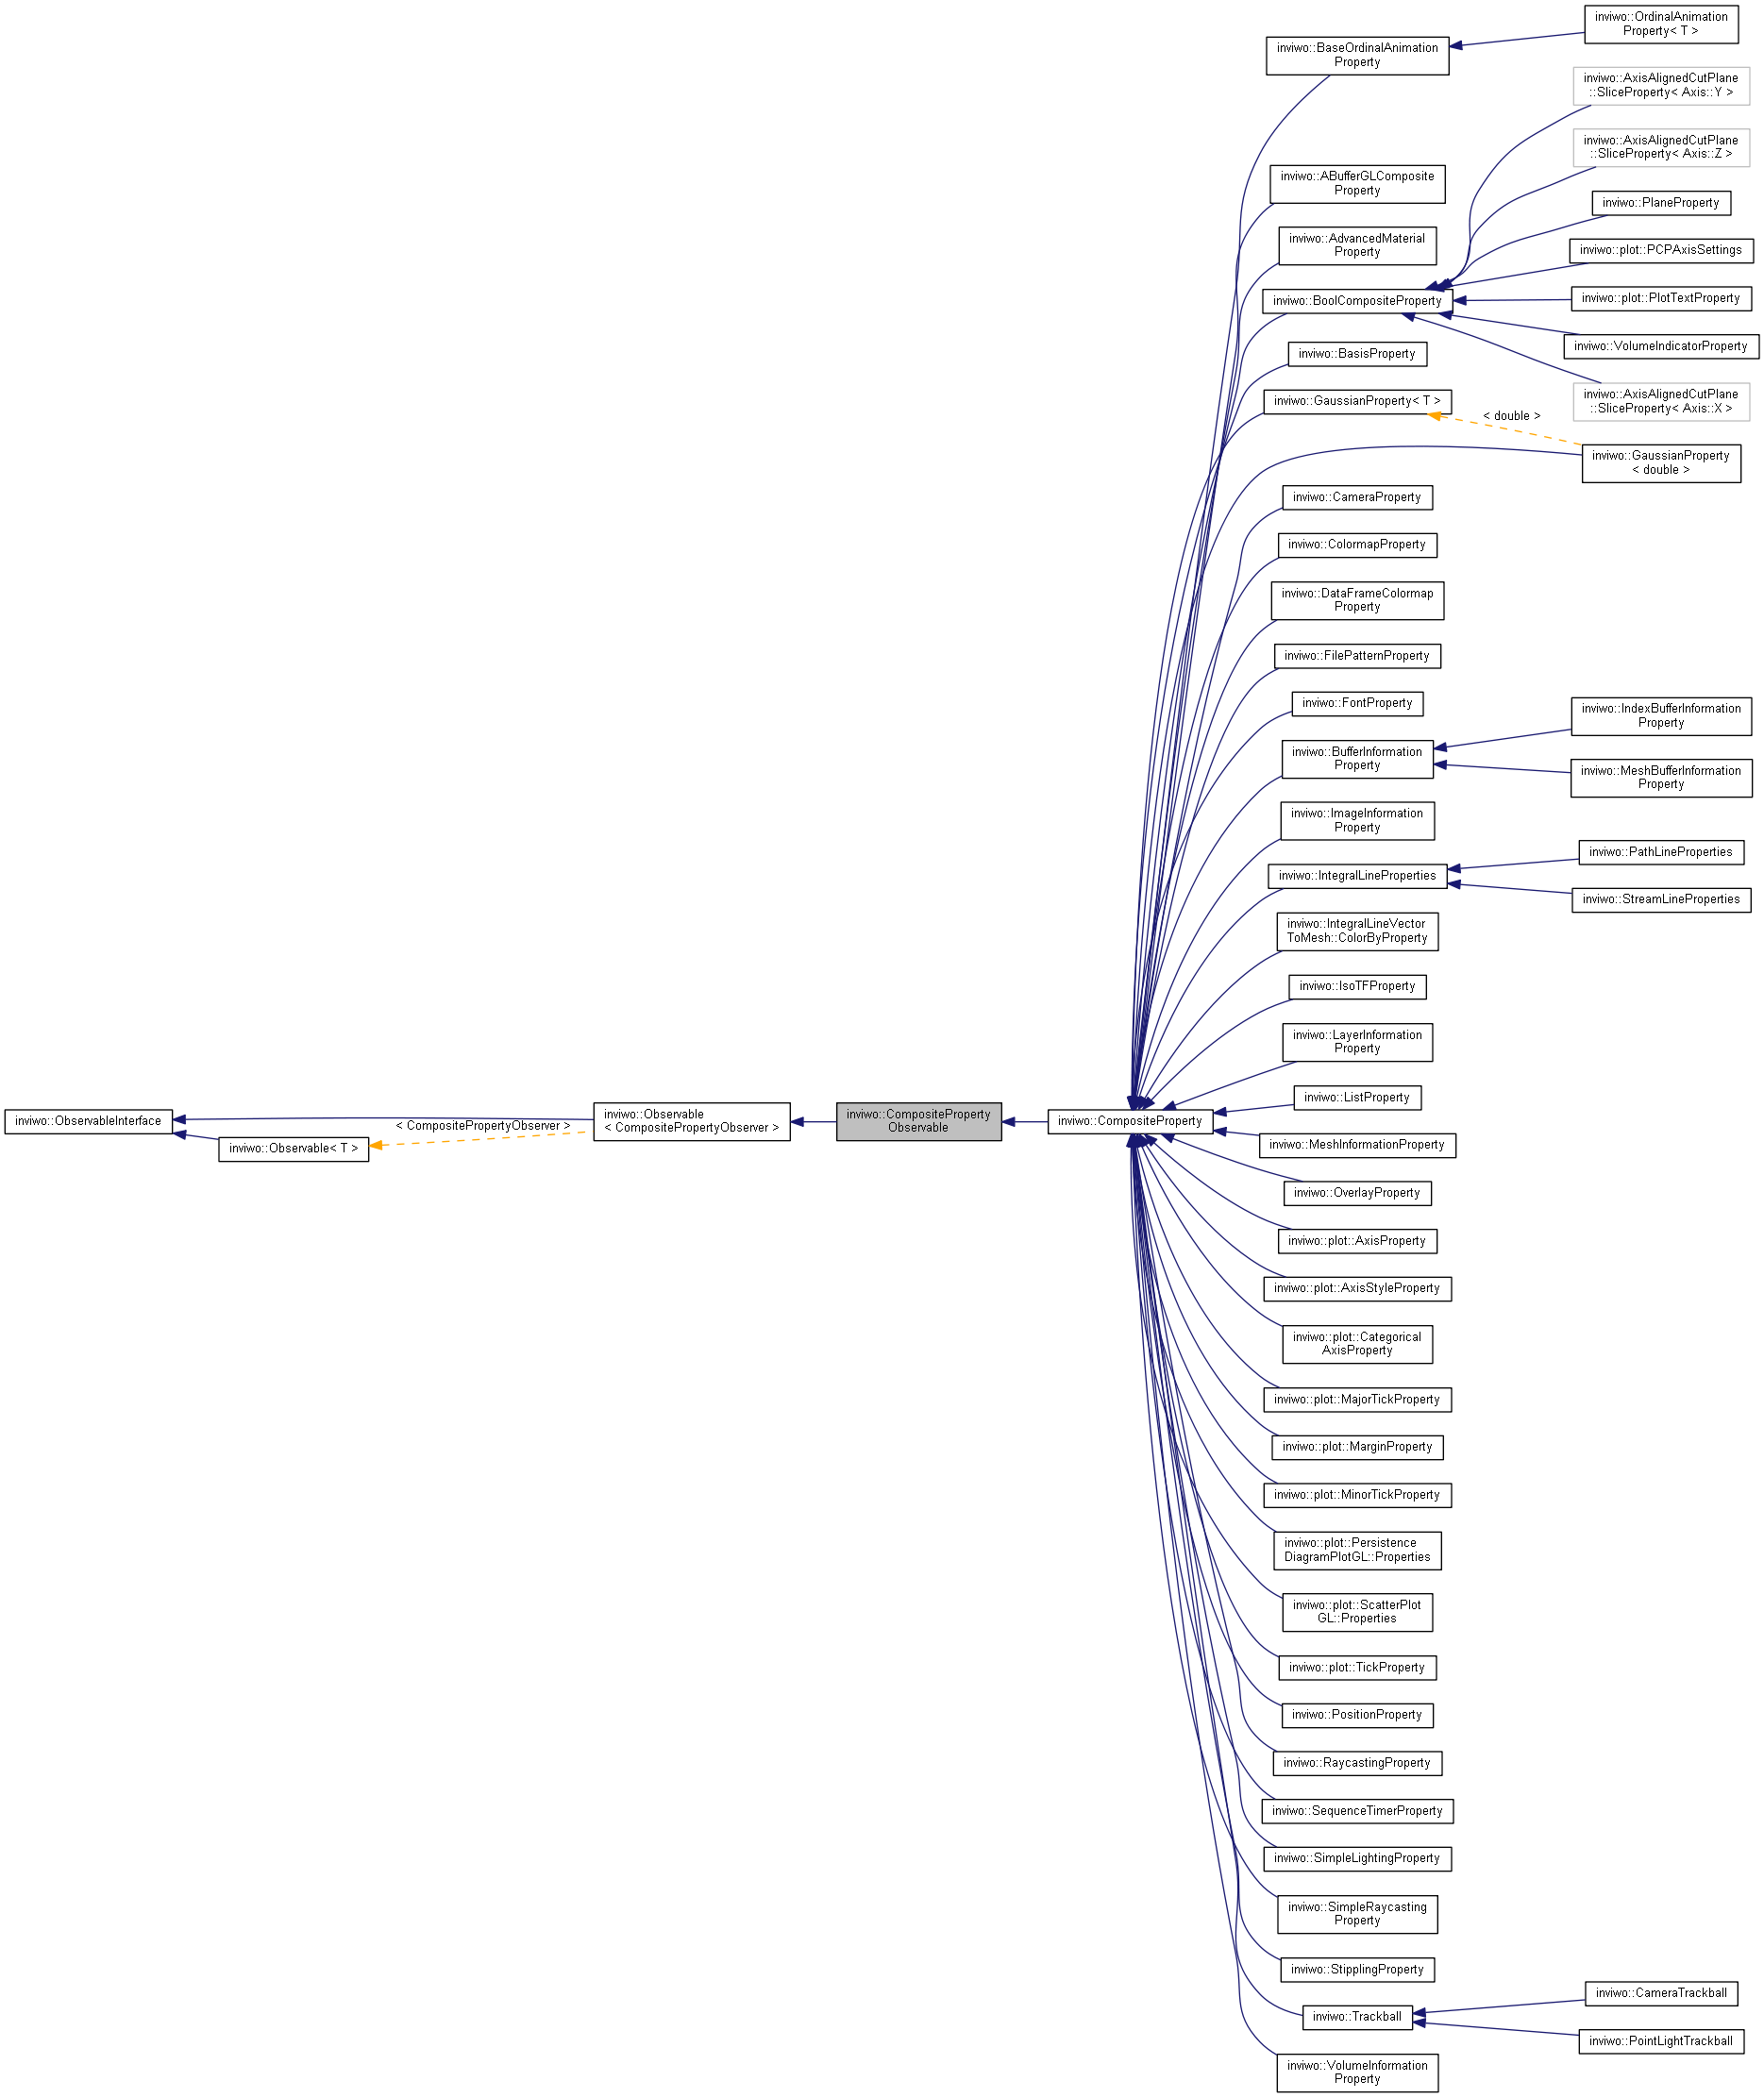 inviwo::ObservableInterface
inviwo::Observable< T >
< CompositePropertyObserver >
inviwo::Observable
< CompositePropertyObserver >
inviwo::CompositeProperty
Observable
inviwo::CompositeProperty
inviwo::BaseOrdinalAnimation
Property
inviwo::ABufferGLComposite
Property
inviwo::AdvancedMaterial
Property
inviwo::BoolCompositeProperty
inviwo::BasisProperty
inviwo::GaussianProperty< T >
< double >
inviwo::CameraProperty
inviwo::ColormapProperty
inviwo::DataFrameColormap
Property
inviwo::FilePatternProperty
inviwo::FontProperty
inviwo::BufferInformation
Property
inviwo::ImageInformation
Property
inviwo::IntegralLineProperties
inviwo::IntegralLineVector
ToMesh::ColorByProperty
inviwo::IsoTFProperty
inviwo::LayerInformation
Property
inviwo::ListProperty
inviwo::MeshInformationProperty
inviwo::OverlayProperty
inviwo::plot::AxisProperty
inviwo::plot::AxisStyleProperty
inviwo::plot::Categorical
AxisProperty
inviwo::plot::MajorTickProperty
inviwo::plot::MarginProperty
inviwo::plot::MinorTickProperty
inviwo::plot::Persistence
DiagramPlotGL::Properties
inviwo::plot::ScatterPlot
GL::Properties
inviwo::plot::TickProperty
inviwo::PositionProperty
inviwo::RaycastingProperty
inviwo::SequenceTimerProperty
inviwo::SimpleLightingProperty
inviwo::SimpleRaycasting
Property
inviwo::StipplingProperty
inviwo::Trackball
inviwo::VolumeInformation
Property
inviwo::OrdinalAnimation
Property< T >
inviwo::AxisAlignedCutPlane
::SliceProperty< Axis::Y >
inviwo::AxisAlignedCutPlane
::SliceProperty< Axis::Z >
inviwo::PlaneProperty
inviwo::plot::PCPAxisSettings
inviwo::plot::PlotTextProperty
inviwo::VolumeIndicatorProperty
inviwo::AxisAlignedCutPlane
::SliceProperty< Axis::X >
inviwo::GaussianProperty
< double >
inviwo::IndexBufferInformation
Property
inviwo::MeshBufferInformation
Property
inviwo::PathLineProperties
inviwo::StreamLineProperties
inviwo::CameraTrackball
inviwo::PointLightTrackball